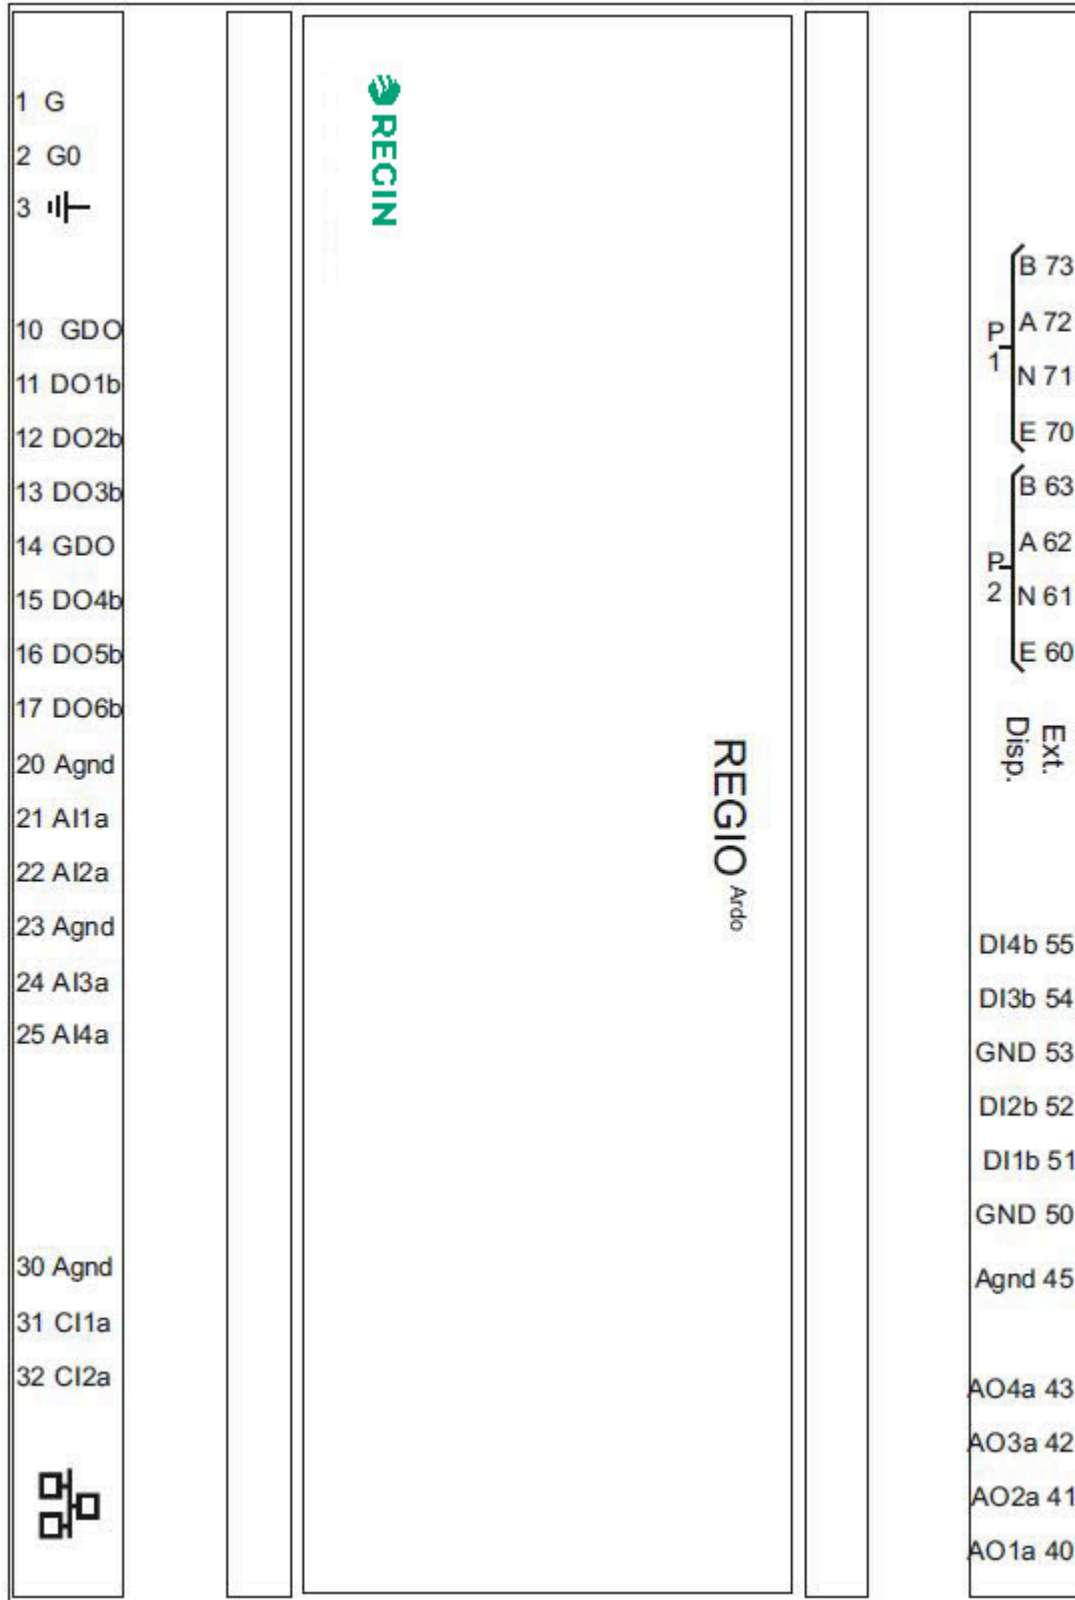 1 G
2 G0
3
10 GDO
11 DO1b
12 DO2b
13 DO3b
14 GDO
15 DO4b
16 DO5b
17 DO6b
20 Agnd
21 AI1a
22 AI2a
23 Agnd
24 AI3a
25 AI4a
30 Agnd
31 CI1a
32 CI2a
REGIN
REGIO Ardo
P1
B 73
A 72
N 71
E 70
P2
B 63
A 62
N 61
E 60
Ext.
Disp.
DI4b 55
DI3b 54
GND 53
DI2b 52
DI1b 51
GND 50
Agnd 45
AO4a 43
AO3a 42
AO2a 41
AO1a 40